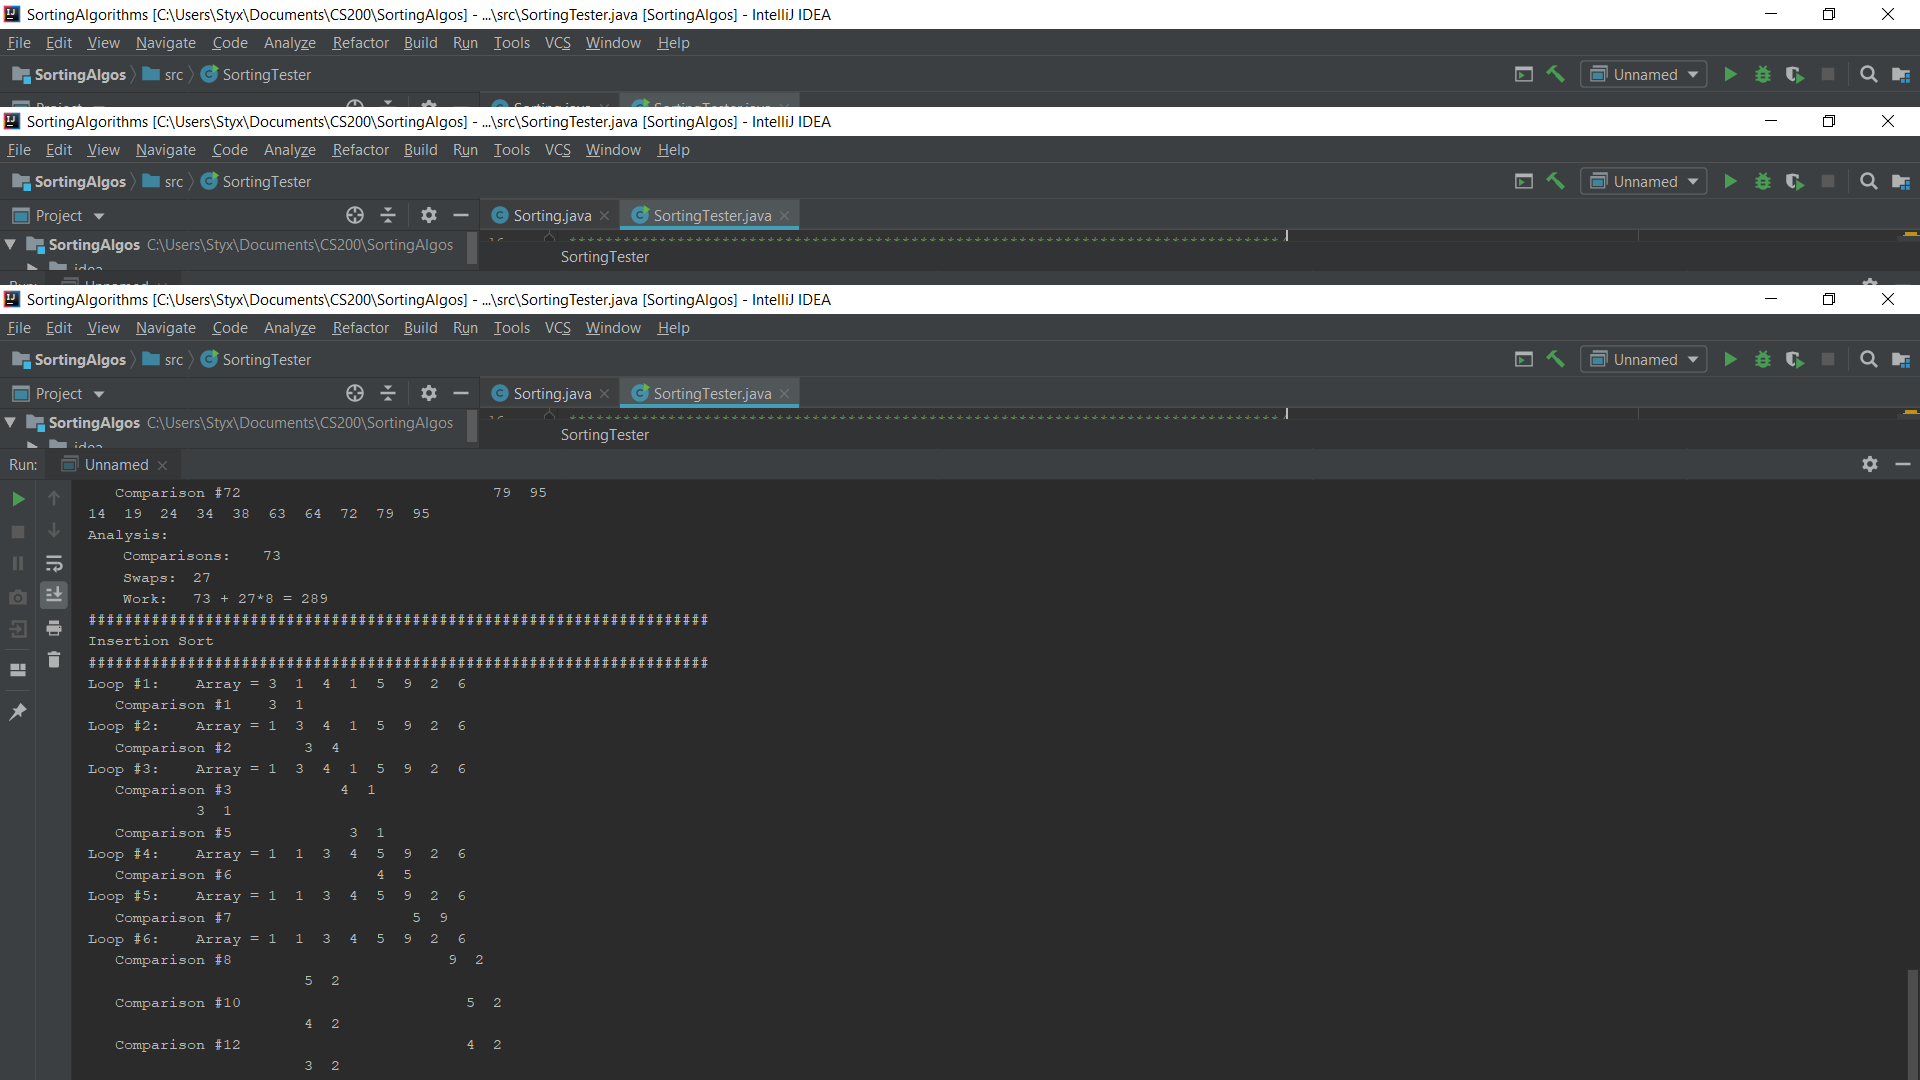 SortingAlgorithms [C:\Users\Styx\Documents\CS200\SortingAlgos] - ...\src\SortingTester.java [SortingAlgos] - IntelliJ IDEA
File Edit View Navigate Code Analyze Refactor Build Run Tools VCS Window Help
SortingAlgos src SortingTester Unnamed
Project Sorting.java SortingTester.java
SortingAlgorithms [C:\Users\Styx\Documents\CS200\SortingAlgos] - ...\src\SortingTester.java [SortingAlgos] - IntelliJ IDEA
File Edit View Navigate Code Analyze Refactor Build Run Tools VCS Window Help
SortingAlgos src SortingTester Unnamed
Project Sorting.java SortingTester.java
SortingAlgos C:\Users\Styx\Documents\CS200\SortingAlgos
SortingTester
SortingAlgorithms [C:\Users\Styx\Documents\CS200\SortingAlgos] - ...\src\SortingTester.java [SortingAlgos] - IntelliJ IDEA
File Edit View Navigate Code Analyze Refactor Build Run Tools VCS Window Help
SortingAlgos src SortingTester Unnamed
Project Sorting.java SortingTester.java
SortingAlgos C:\Users\Styx\Documents\CS200\SortingAlgos
SortingTester
Run: Unnamed
Comparison #72 79 95
14 19 24 34 38 63 64 72 79 95
Analysis:
Comparisons: 73
Swaps: 27
Work: 73 + 27*8 = 289
#####################################################################
Insertion Sort
#####################################################################
Loop #1: Array = 3 1 4 1 5 9 2 6
Comparison #1 3 1
Loop #2: Array = 1 3 4 1 5 9 2 6
Comparison #2 3 4
Loop #3: Array = 1 3 4 1 5 9 2 6
Comparison #3 4 1
3 1
Comparison #5 3 1
Loop #4: Array = 1 1 3 4 5 9 2 6
Comparison #6 4 5
Loop #5: Array = 1 1 3 4 5 9 2 6
Comparison #7 5 9
Loop #6: Array = 1 1 3 4 5 9 2 6
Comparison #8 9 2
5 2
Comparison #10 5 2
4 2
Comparison #12 4 2
3 2